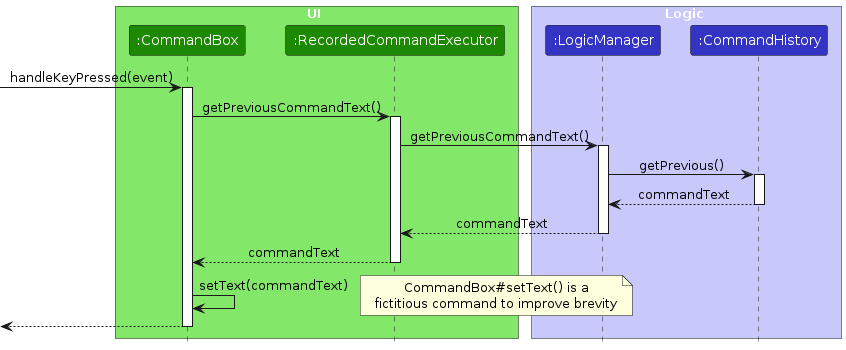 UI
Logic
:CommandBox
:RecordedCommandExecutor
:LogicManager
:CommandHistory
handleKeyPressed(event)
getPreviousCommandText()
getPreviousCommandText()
getPrevious()
commandText
commandText
commandText
setText(commandText)
CommandBox#setText() is a
fictitious command to improve brevity